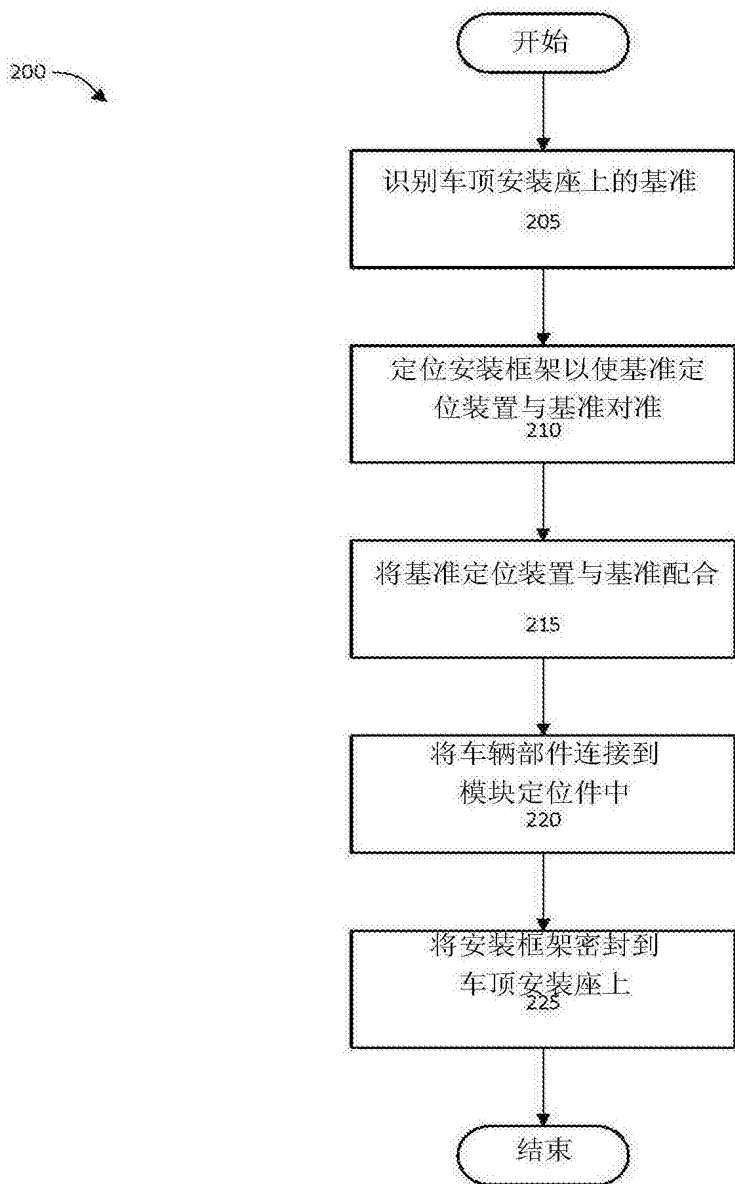 开始
200
识别车顶安装座上的基准
205
定位安装框架以使基准定
位装置与基准对准
210
将基准定位装置与基准配合
215
将车辆部件连接到
模块定位件中
220
将安装框架密封到
车顶安装座上
225
结束